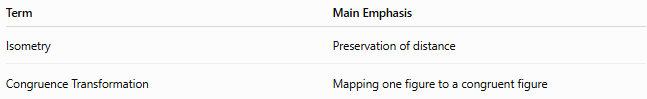 Term Main Emphasis
Isometry Preservation of distance
Congruence Transformation Mapping one figure to a congruent figure